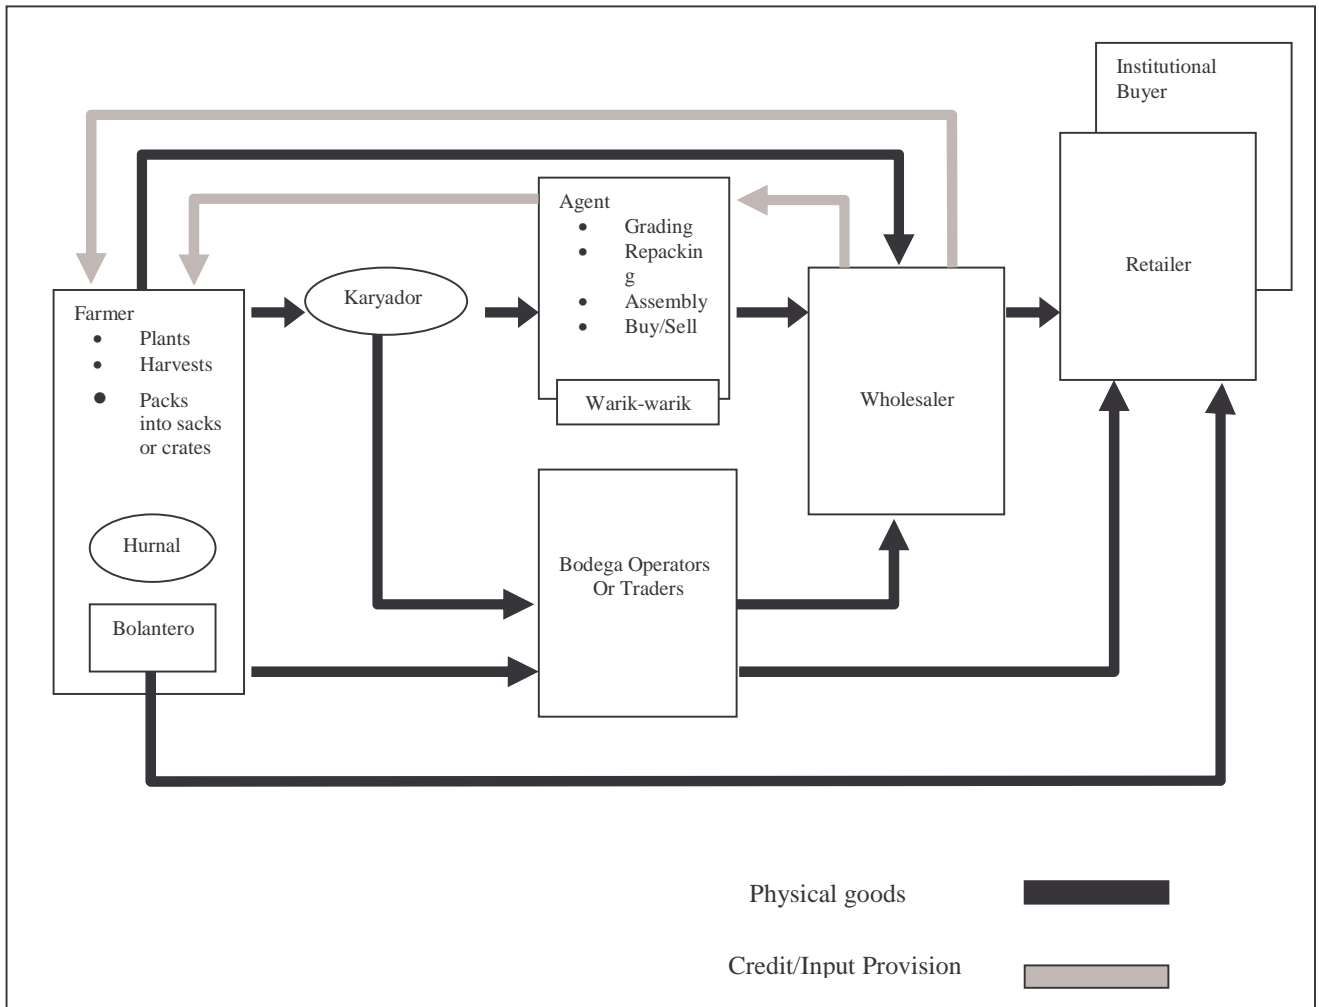 Institutional
Buyer
Retailer
Agent
• Grading
• Repackin
g
• Assembly
• Buy/Sell
Warik-warik
Karyador
Farmer
• Plants
• Harvests
• Packs
into sacks
or crates
Hurnal
Bolantero
Wholesaler
Bodega Operators
Or Traders
Physical goods
Credit/Input Provision